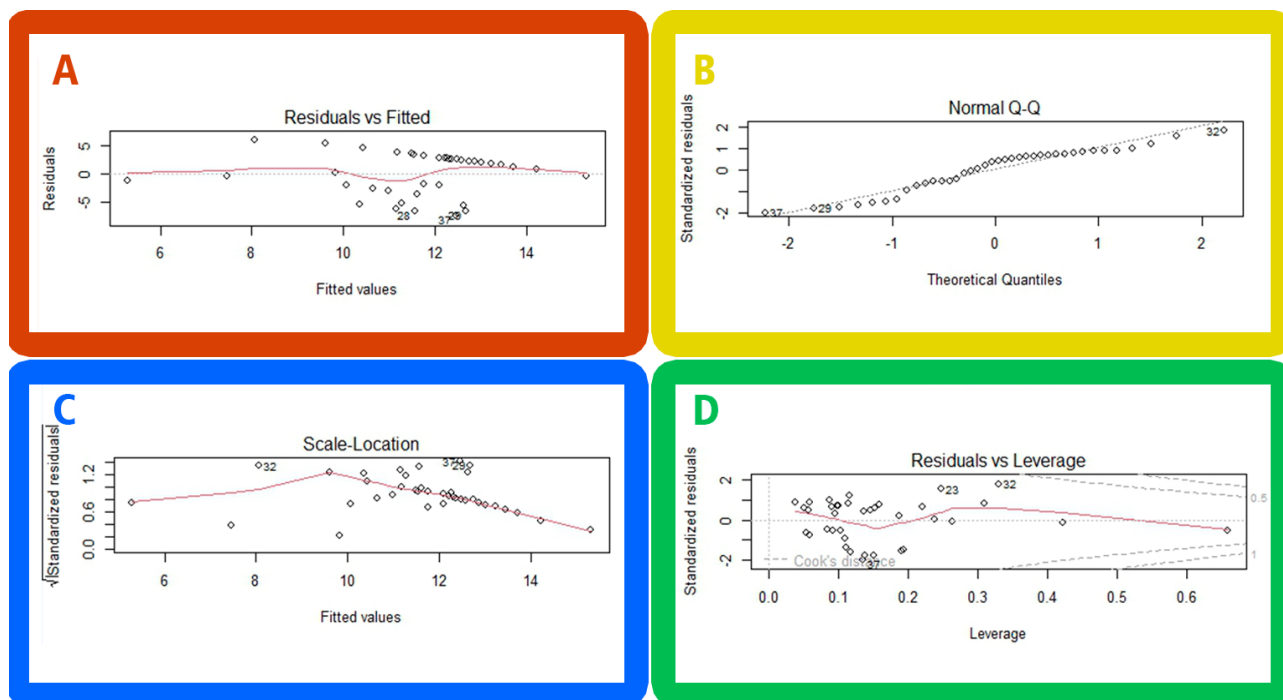 A
Residuals vs Fitted
Residuals
5
0
-5
28
37
6
8
10
12
14
Fitted values
B
Normal Q-Q
Standardized residuals
2
1
0
-2
32
37
29
-2
-1
0
1
2
Theoretical Quantiles
C
Scale-Location
√|Standardized residuals|
1.2
0.6
0.0
32
37
29
6
8
10
12
14
Fitted values
D
Residuals vs Leverage
Standardized residuals
2
1
0
-2
23
32
37
Cook's distance
0.5
1
0.0
0.1
0.2
0.3
0.4
0.5
0.6
Leverage